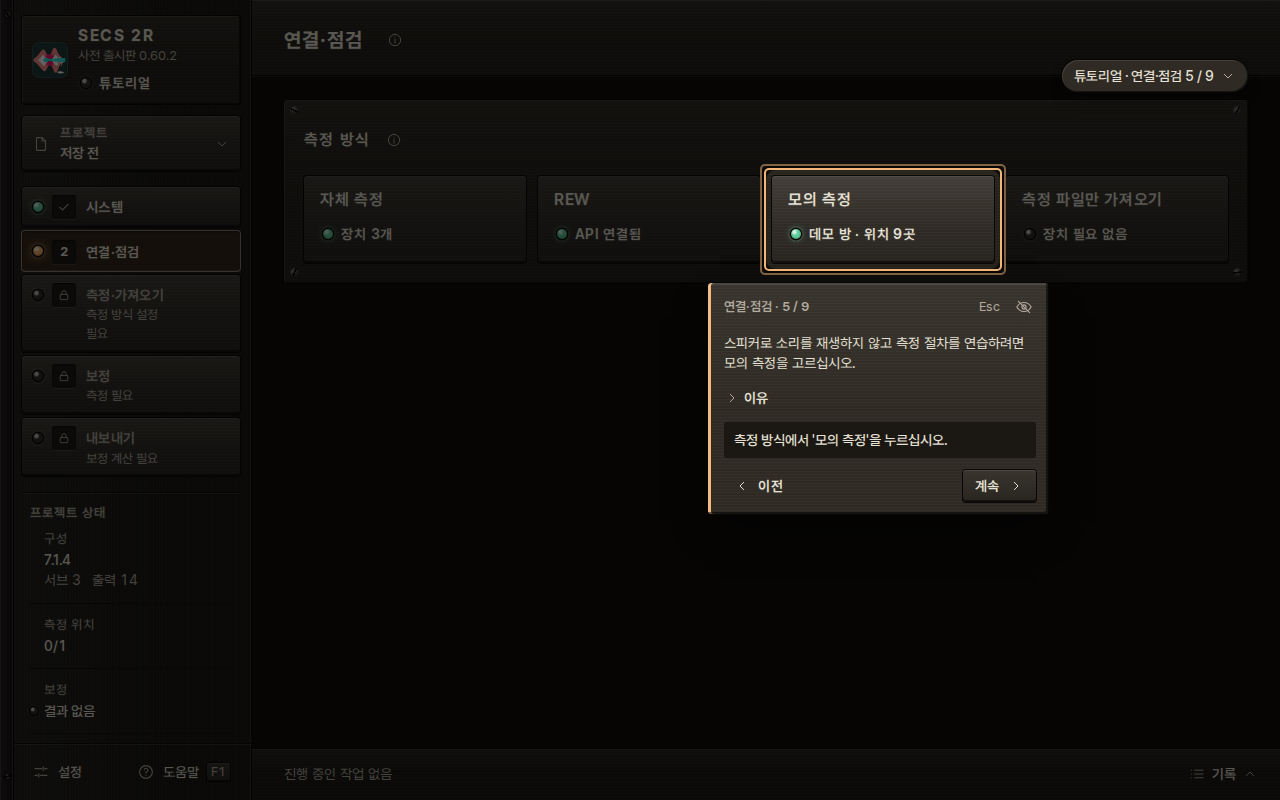 SECS 2R
사전 출시판 0.60.2
튜토리얼
프로젝트
저장 전
시스템
2 연결·점검
측정·가져오기
측정 방식 설정
필요
보정
측정 필요
내보내기
보정 계산 필요
프로젝트 상태
구성
7.1.4
서브 3 출력 14
측정 위치
0/1
보정
결과 없음
설정
도움말 F1
연결·점검
튜토리얼 · 연결·점검 5 / 9
측정 방식
자체 측정
장치 3개
REW
API 연결됨
모의 측정
데모 방 · 위치 9곳
측정 파일만 가져오기
장치 필요 없음
연결·점검 · 5 / 9
Esc
스피커로 소리를 재생하지 않고 측정 절차를 연습하려면
모의 측정을 고르십시오.
이유
측정 방식에서 '모의 측정'을 누르십시오.
이전
계속
진행 중인 작업 없음
기록